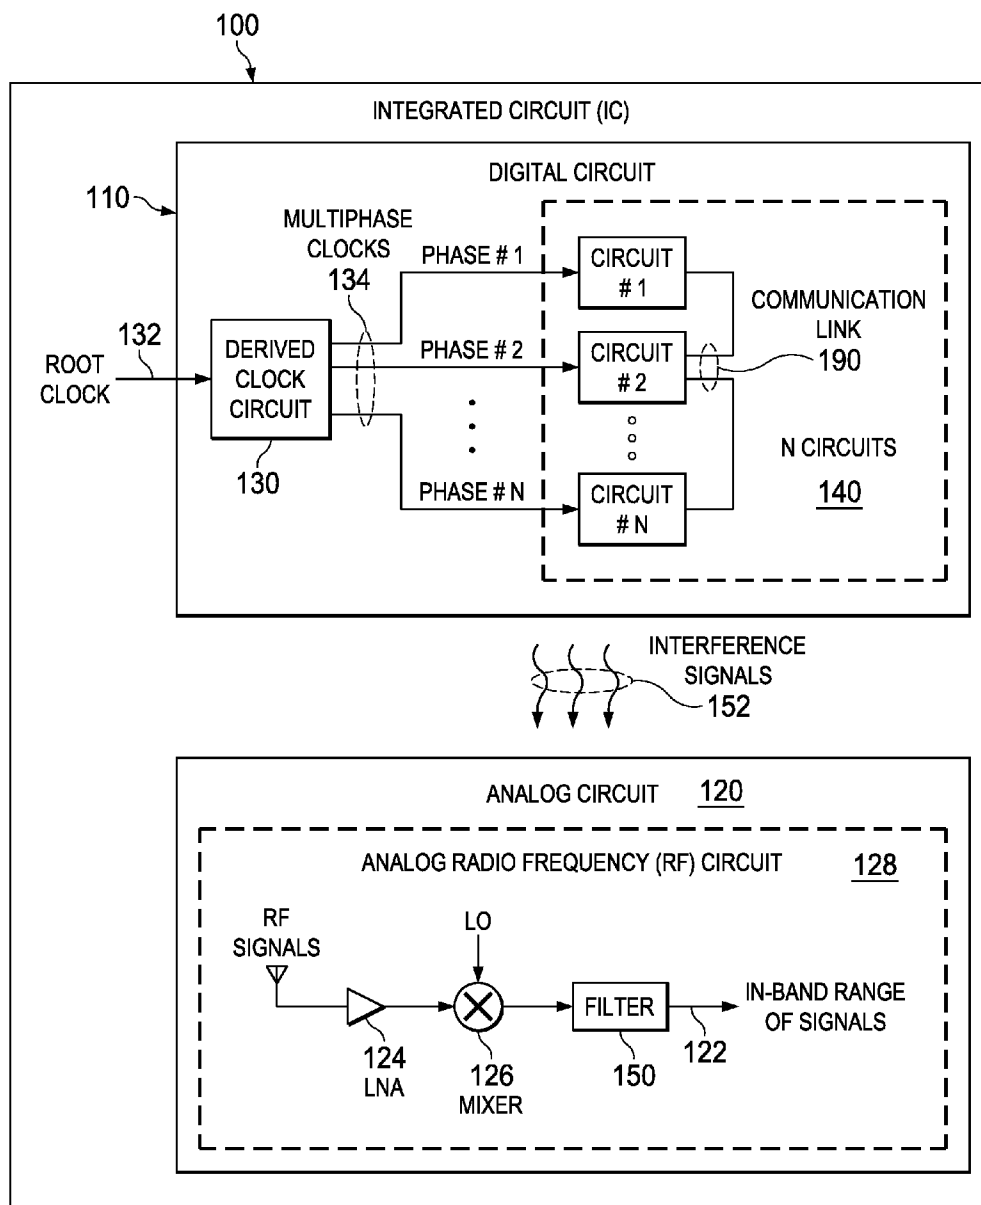 100
INTEGRATED CIRCUIT (IC)
DIGITAL CIRCUIT
110
MULTIPHASE
CLOCKS
134
PHASE # 1
CIRCUIT
# 1
COMMUNICATION
LINK
190
132
ROOT
CLOCK
DERIVED
CLOCK
CIRCUIT
130
PHASE # 2
CIRCUIT
# 2
N CIRCUITS
140
PHASE # N
CIRCUIT
# N
INTERFERENCE
SIGNALS
152
ANALOG CIRCUIT 120
ANALOG RADIO FREQUENCY (RF) CIRCUIT 128
RF
SIGNALS
LO
124
LNA
126
MIXER
FILTER
150
122
IN-BAND RANGE
OF SIGNALS